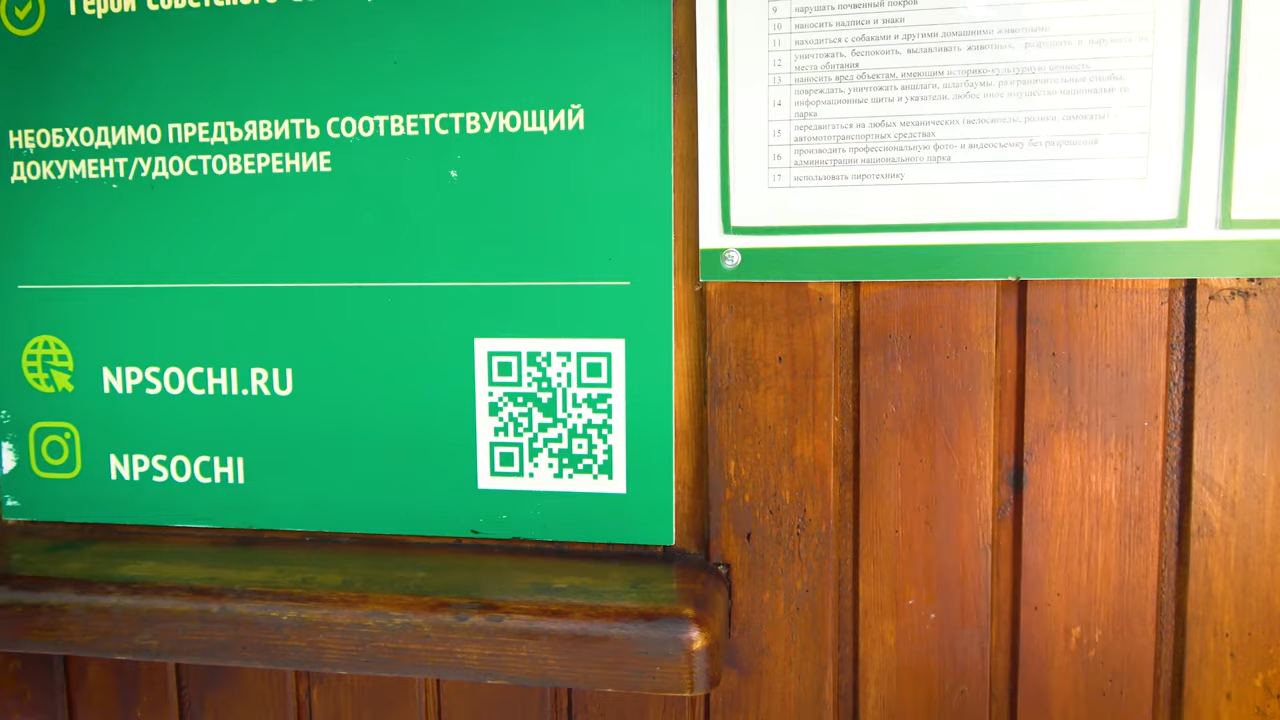 Герои Советского
НЕОБХОДИМО ПРЕДЪЯВИТЬ СООТВЕТСТВУЮЩИЙ
ДОКУМЕНТ/УДОСТОВЕРЕНИЕ
NPSOCHI.RU
NPSOCHI
9 нарушать почвенный покров
10 наносить надписи и знаки
11 находиться с собаками и другими домашними животными
12 уничтожать, беспокоить, вылавливать животных, разрушать и нарушать их
места обитания
13 наносить вред объектам, имеющим историко-культурную ценность
14 повреждать, уничтожать аншлаги, шлагбаумы, разграничительные столбы,
информационные щиты и указатели, любое иное имущество национального
парка
15 передвигаться на любых механических (велосипеды, ролики, самокаты) и
автомототранспортных средствах
16 производить профессиональную фото- и видеосъемку без разрешения
администрации национального парка
17 использовать пиротехнику